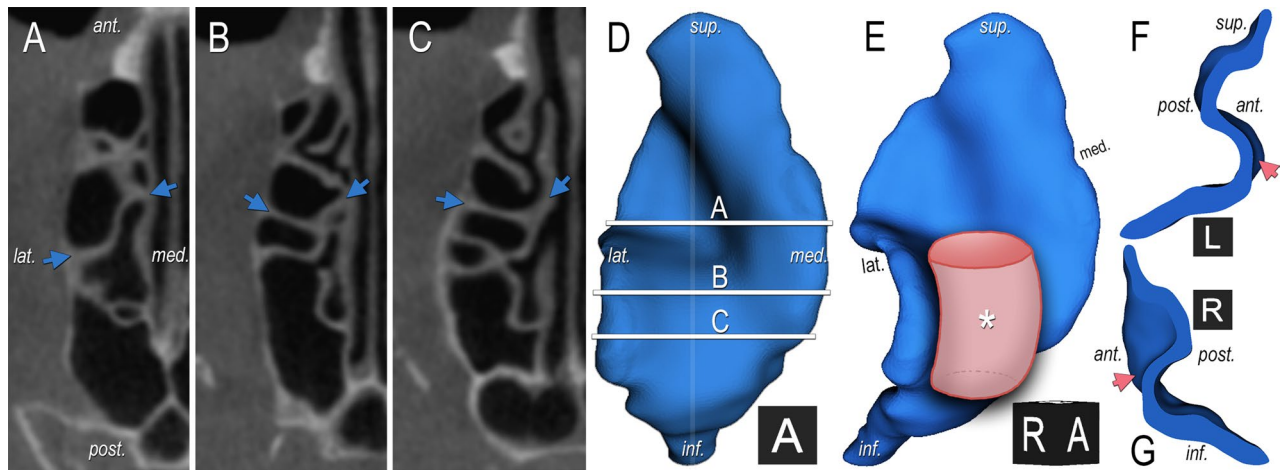 A
ant.
lat.
med.
post.
B
C
D
sup.
A
lat.
med.
B
C
inf.
A
E
sup.
med.
lat.
*
inf.
R A
F
sup.
post.
ant.
L
R
ant.
post.
G
inf.